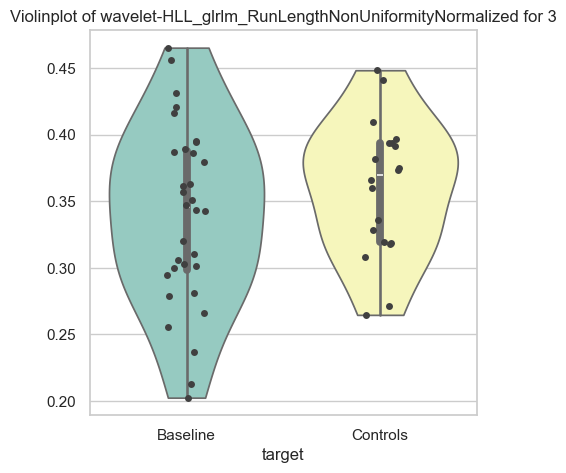 Violinplot of wavelet-HLL_glrlm_RunLengthNonUniformityNormalized for 3
0.45
0.40
0.35
0.30
0.25
0.20
Baseline
Controls
target